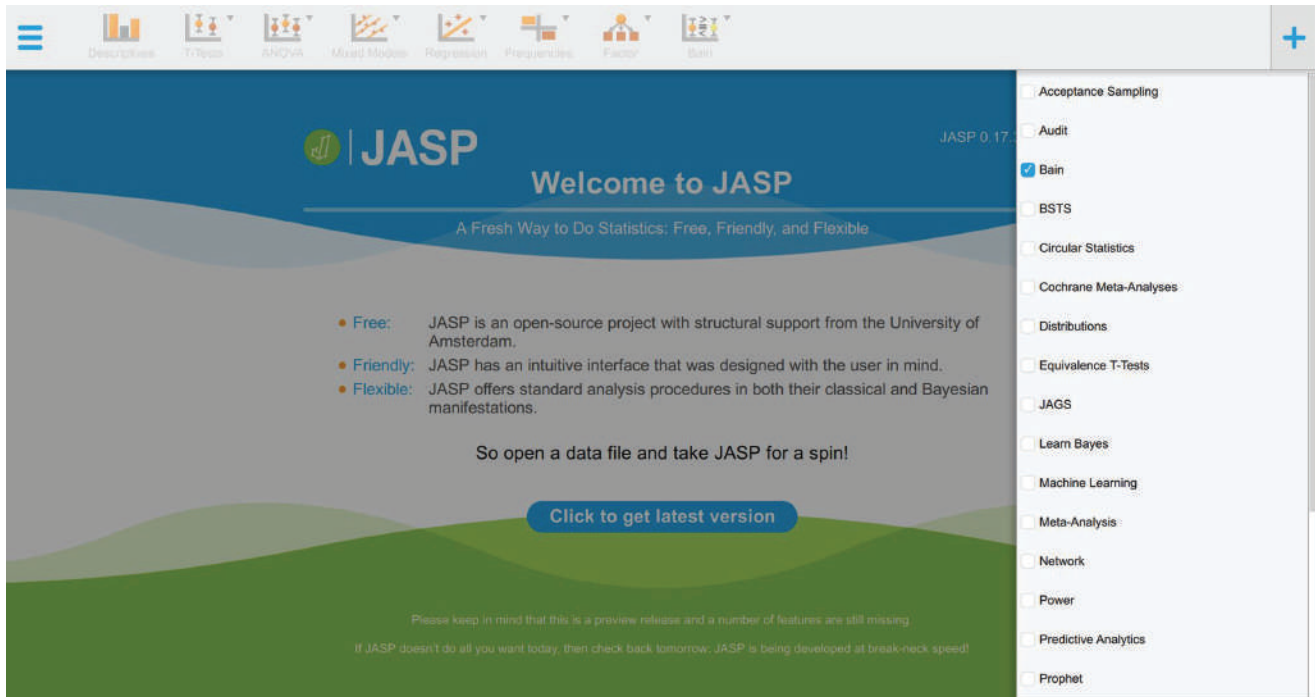 Descriptives
T-Tests
ANOVA
Mixed Models
Regression
Frequencies
Factor
Bain
JASP
JASP 0.17.
Welcome to JASP
A Fresh Way to Do Statistics: Free, Friendly, and Flexible
• Free: JASP is an open-source project with structural support from the University of
Amsterdam.
• Friendly: JASP has an intuitive interface that was designed with the user in mind.
• Flexible: JASP offers standard analysis procedures in both their classical and Bayesian
manifestations.
So open a data file and take JASP for a spin!
Click to get latest version
Please keep in mind that this is a preview release and a number of features are still missing.
If JASP doesn't do all you want today, then check back tomorrow: JASP is being developed at break-neck speed!
Acceptance Sampling
Audit
Bain
BSTS
Circular Statistics
Cochrane Meta-Analyses
Distributions
Equivalence T-Tests
JAGS
Learn Bayes
Machine Learning
Meta-Analysis
Network
Power
Predictive Analytics
Prophet